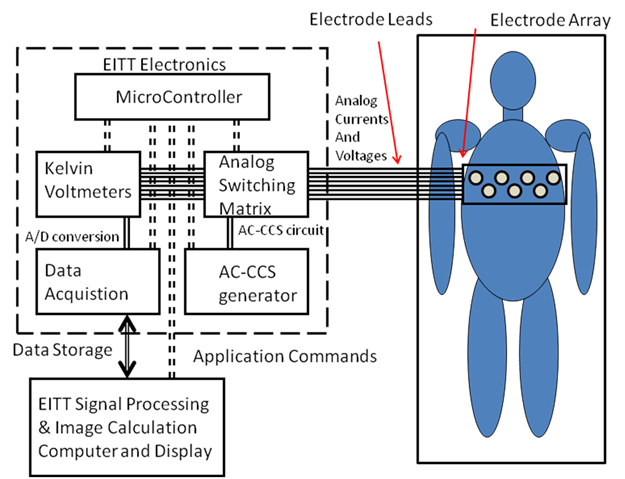 Electrode Leads
Electrode Array
EITT Electronics
MicroController
Analog
Currents
And
Voltages
Kelvin
Voltmeters
Analog
Switching
Matrix
A/D conversion
AC-CCS circuit
Data
Acquistion
AC-CCS
generator
Data Storage
Application Commands
EITT Signal Processing
& Image Calculation
Computer and Display